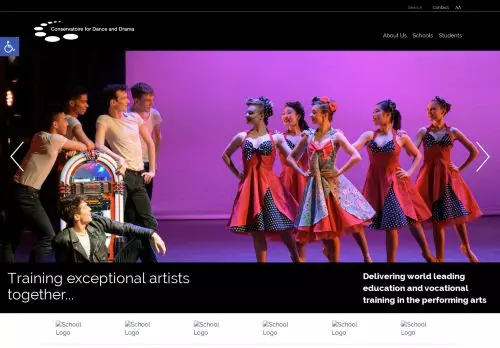 Search Contact AA
Conservatoire for Dance and Drama
About Us Schools Students
Training exceptional artists
together...
Delivering world leading
education and vocational
training in the performing arts
School Logo School Logo School Logo School Logo School Logo School Logo